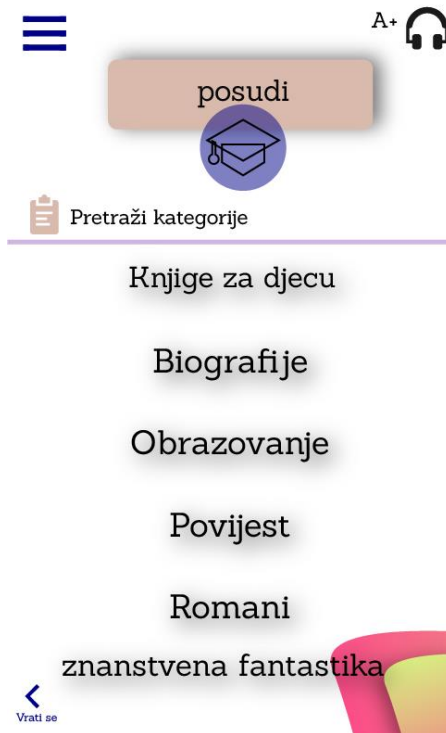 A+
posudi
Pretraži kategorije
Knjige za djecu
Biografije
Obrazovanje
Povijest
Romani
znanstvena fantastika
Vrati se